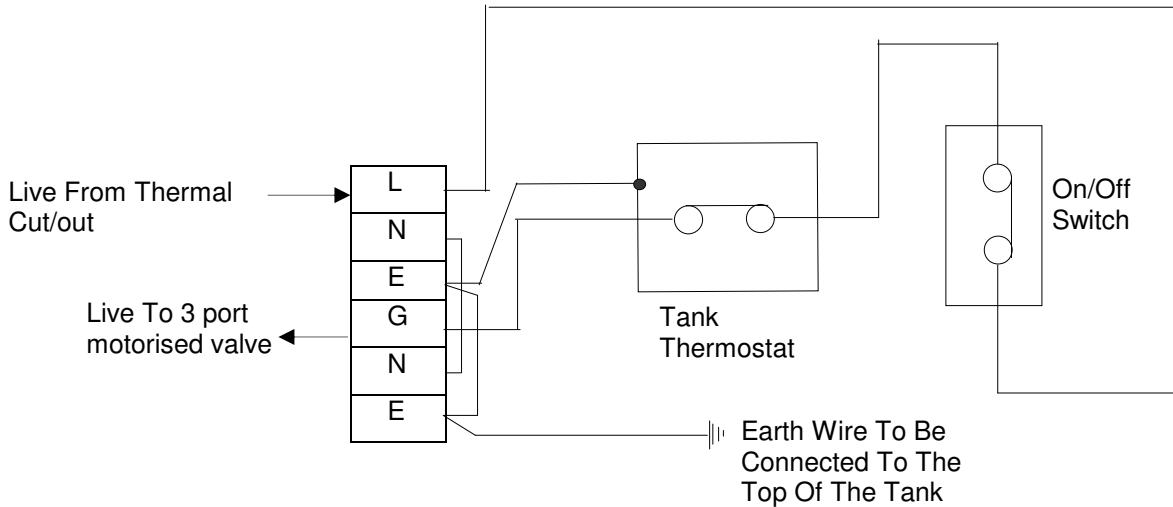 Live From Thermal
Cut/out
L
N
E
G
N
E
Live To 3 port
motorised valve
Tank
Thermostat
On/Off
Switch
Earth Wire To Be
Connected To The
Top Of The Tank